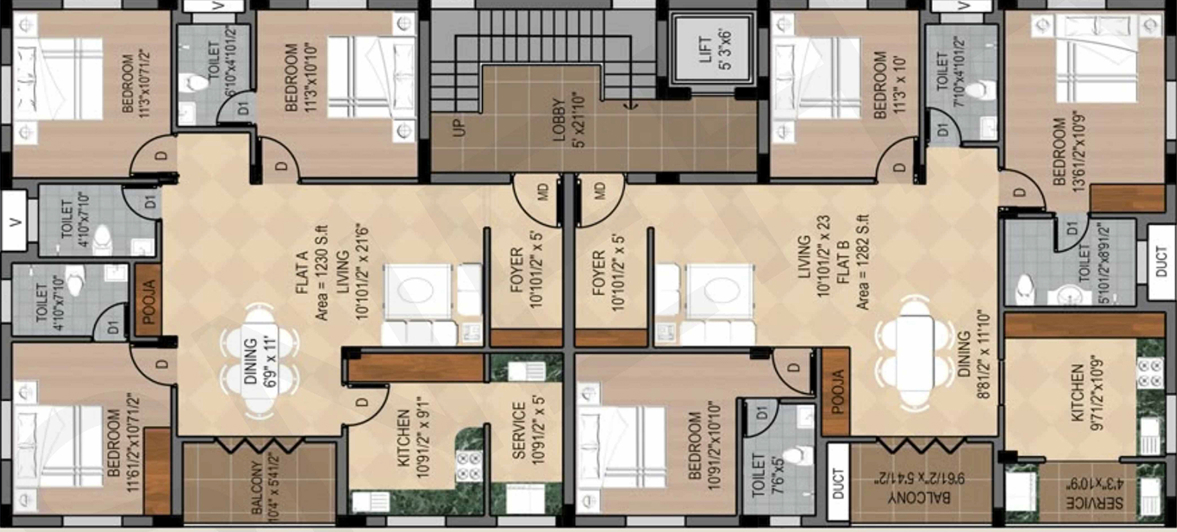 V
V
BEDROOM
11'3"x10'71/2"
TOILET
6'10"x4'101/2"
D1
BEDROOM
11'3"x10'10"
LIFT
5' 3"x6'
UP
LOBBY
5' x21'10"
BEDROOM
11'3" x 10'
TOILET
7'10"x4'101/2"
D1
BEDROOM
13'61/2"x10'9"
D
D
D
D
V
TOILET
4'10"x7'10"
D1
MD
MD
D1
TOILET
5'101/2"x8'91/2"
DUCT
FLAT A
Area = 1230 S.ft
LIVING
10'101/2" x 21'6"
FOYER
10'101/2" x 5'
FOYER
10'101/2" x 5'
LIVING
10'101/2" x 23
FLAT B
Area = 1282 S.ft
TOILET
4'10"x7'10"
D1
POOJA
DINING
6'9" x 11'
DINING
8'81/2" x 11'10"
D
D
D
POOJA
BEDROOM
11'61/2"x10'71/2"
KITCHEN
10'91/2" x 9'1"
SERVICE
10'91/2" x 5'
BEDROOM
10'91/2"x10'10"
D1
TOILET
7'6"x5'
KITCHEN
9'71/2"x10'9"
BALCONY
10'4" x 5'41/2"
DUCT
BALCONY
9'61/2"x 5'41/2"
SERVICE
4'3"x10'9"